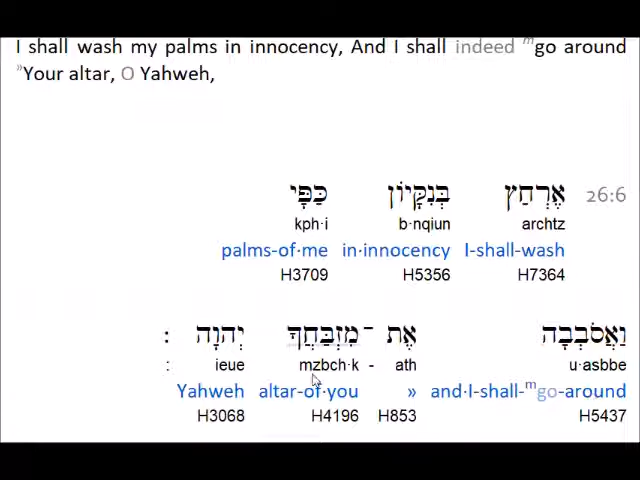 I shall wash my palms in innocency, And I shall indeed ᵐgo around
»Your altar, O Yahweh,
26:6 אֶרְחַץ בְּנִקָּיוֹן כַּפָּי
kph·i b·nqiun archtz
palms-of·me in·innocency I-shall-wash
H3709 H5356 H7364
וַאֲסֹבְבָה אֶת־מִזְבַּחֲךָ יְהוָה׃
: ieue mzbch·k - ath u·asbbe
Yahweh altar-of·you » and·I-shall-ᵐgo-around
H3068 H4196 H853 H5437